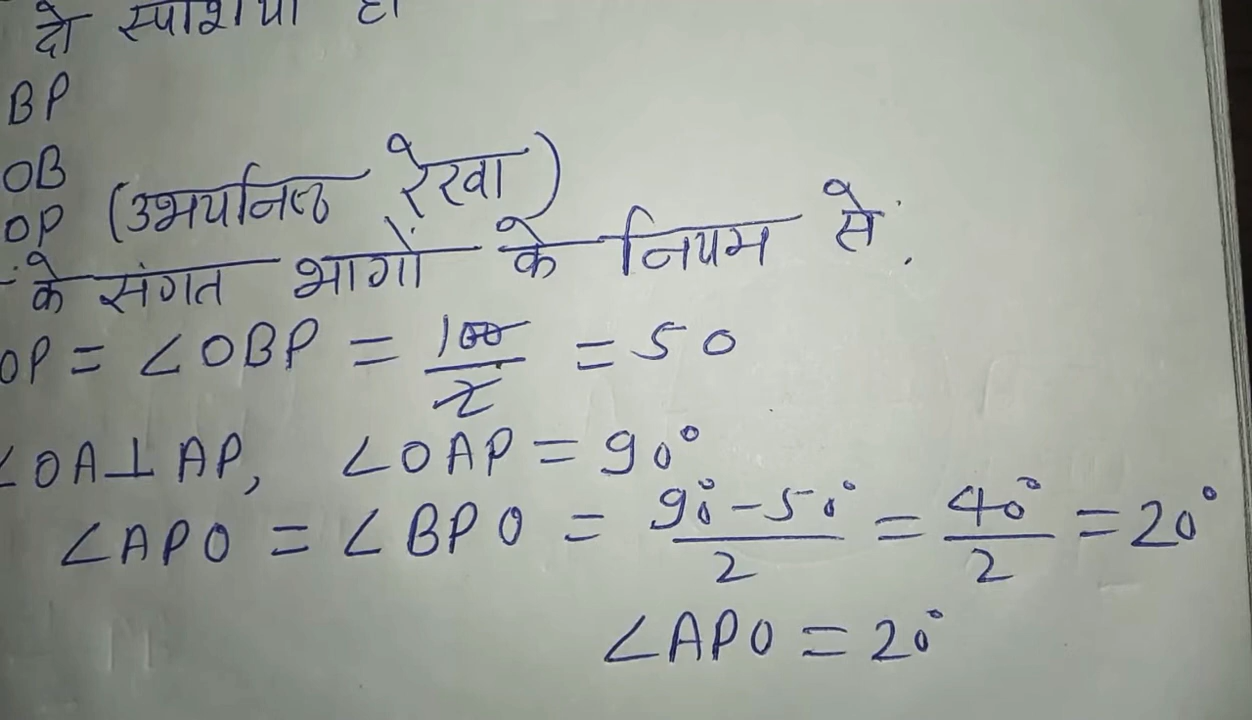 दो स्पर्शियाँ हैं
BP
OB
OP (उभयनिष्ठ रेखा)
के संगत भागों के नियम से
OP = ∠OBP = 100/2 = 50
∠OA⊥AP, ∠OAP = 90°
∠APO = ∠BPO = 90° - 50°/2 = 40°/2 = 20°
∠APO = 20°